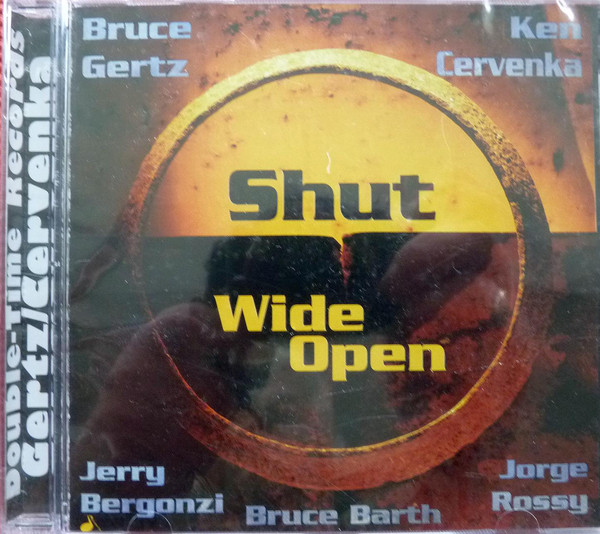 Double-Time Records
Gertz/Cervenka
Bruce
Gertz
Ken
Cervenka
Shut
Wide
Open
Jerry
Bergonzi
Bruce Barth
Jorge
Rossy